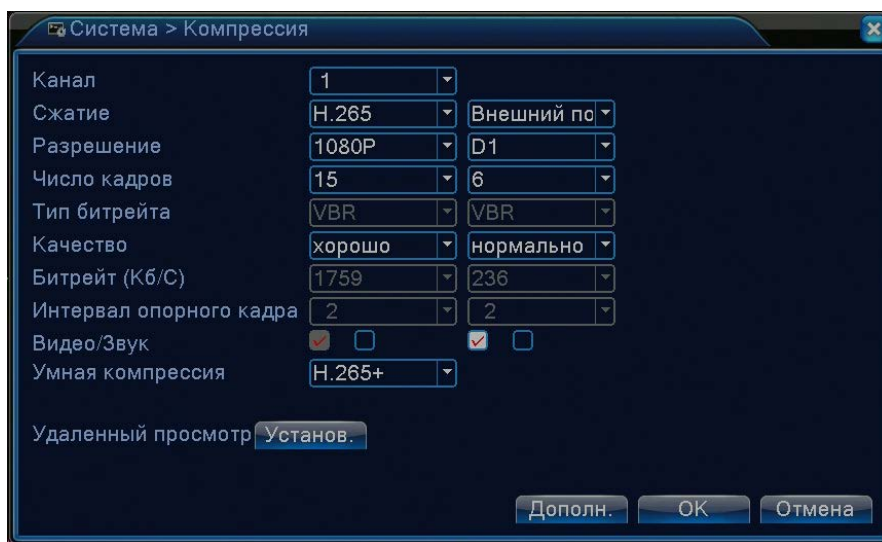 Система > Компрессия
Канал 1
Сжатие H.265 Внешний по
Разрешение 1080P D1
Число кадров 15 6
Тип битрейта VBR VBR
Качество хорошо нормально
Битрейт (Кб/С) 1759 236
Интервал опорного кадра 2 2
Видео/Звук
Умная компрессия H.265+
Удаленный просмотр Установ.
Дополн. OK Отмена